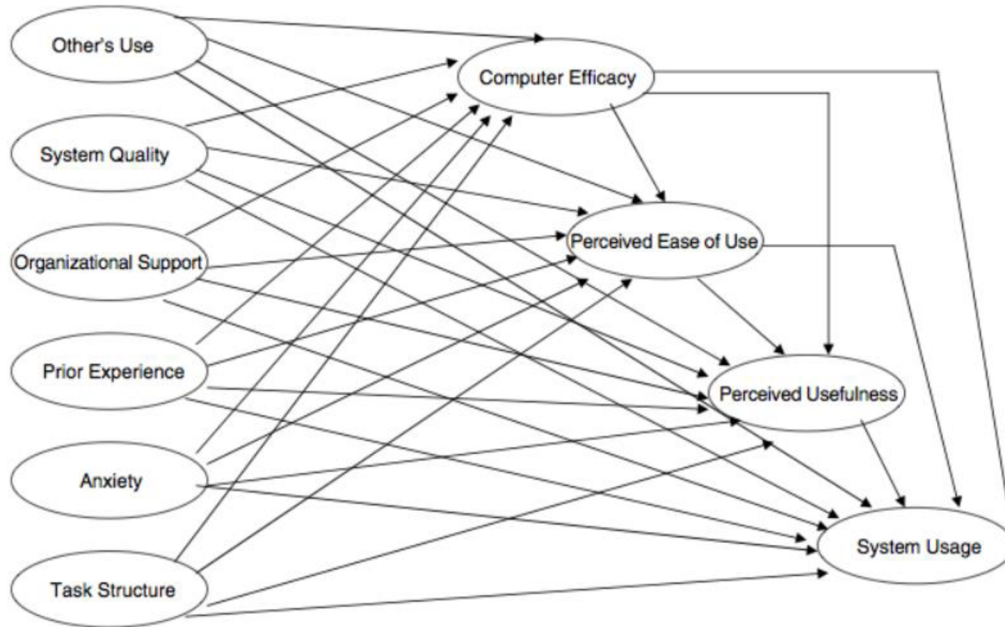 Other's Use
Computer Efficacy
System Quality
Perceived Ease of Use
Organizational Support
Prior Experience
Perceived Usefulness
Anxiety
System Usage
Task Structure